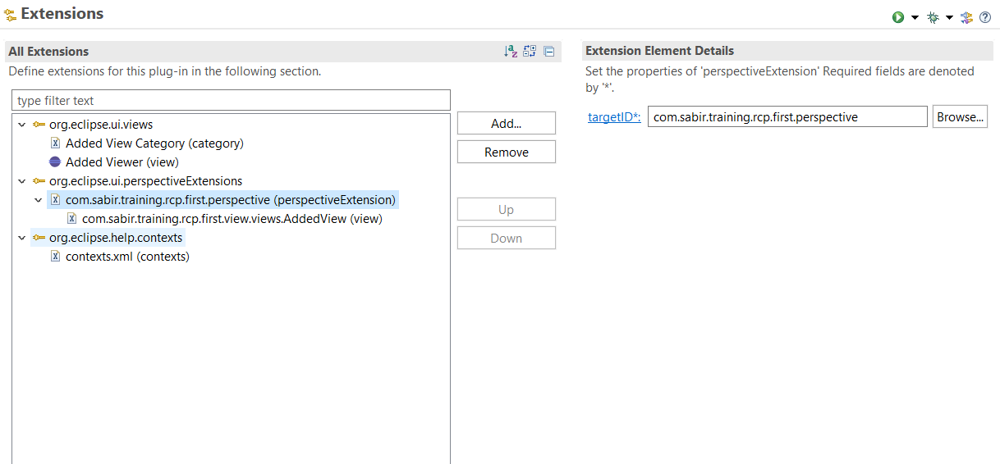 Extensions
All Extensions
Define extensions for this plug-in in the following section.
type filter text
org.eclipse.ui.views
Added View Category (category)
Added Viewer (view)
org.eclipse.ui.perspectiveExtensions
com.sabir.training.rcp.first.perspective (perspectiveExtension)
com.sabir.training.rcp.first.view.views.AddedView (view)
org.eclipse.help.contexts
contexts.xml (contexts)
Add...
Remove
Up
Down
Extension Element Details
Set the properties of 'perspectiveExtension' Required fields are denoted
by '*'.
targetID*: com.sabir.training.rcp.first.perspective Browse...